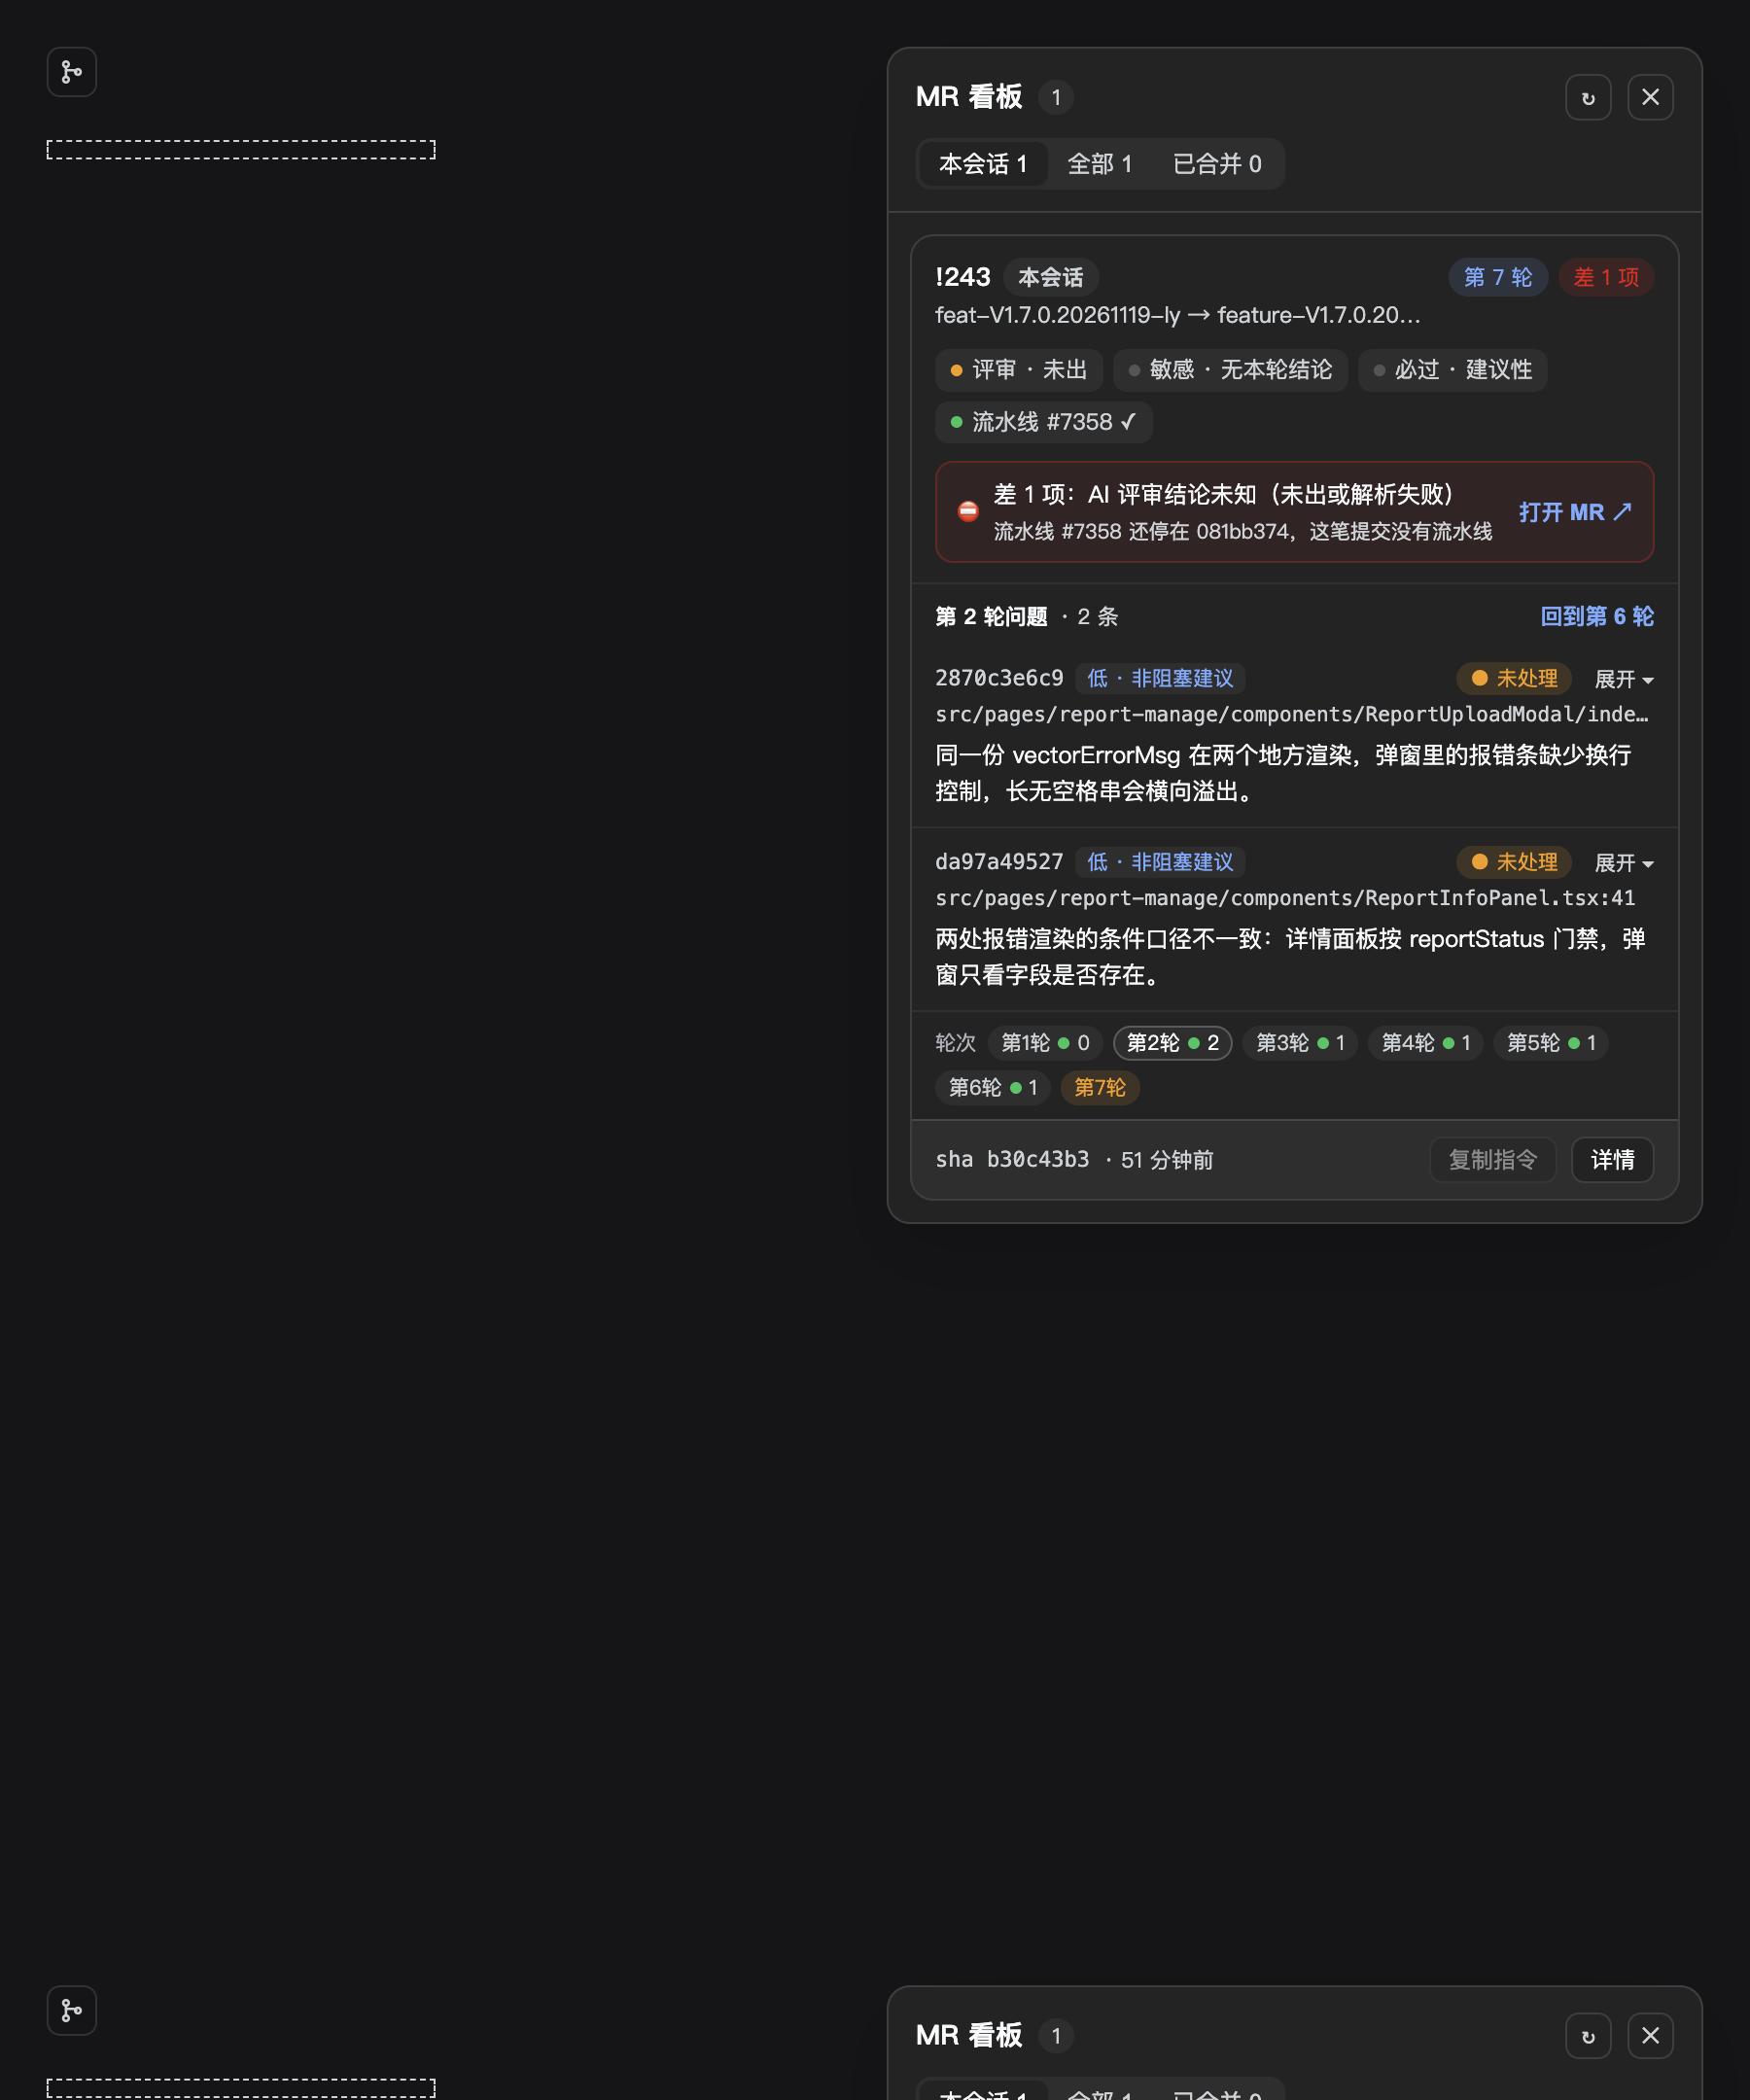 MR 看板 1
↻ ×
本会话 1 全部 1 已合并 0
!243 本会话 第 7 轮 差 1 项
feat-V1.7.0.20261119-ly → feature-V1.7.0.20…
评审 · 未出 敏感 · 无本轮结论 必过 · 建议性
流水线 #7358 ✓
差 1 项：AI 评审结论未知（未出或解析失败）
流水线 #7358 还停在 081bb374，这笔提交没有流水线
打开 MR ↗
第 2 轮问题 · 2 条 回到第 6 轮
2870c3e6c9 低 · 非阻塞建议 未处理 展开
src/pages/report-manage/components/ReportUploadModal/inde…
同一份 vectorErrorMsg 在两个地方渲染，弹窗里的报错条缺少换行
控制，长无空格串会横向溢出。
da97a49527 低 · 非阻塞建议 未处理 展开
src/pages/report-manage/components/ReportInfoPanel.tsx:41
两处报错渲染的条件口径不一致：详情面板按 reportStatus 门禁，弹
窗只看字段是否存在。
轮次 第1轮 0 第2轮 2 第3轮 1 第4轮 1 第5轮 1
第6轮 1 第7轮
sha b30c43b3 · 51 分钟前 复制指令 详情
MR 看板 1
↻ ×
本会话 1 全部 1 已合并 0